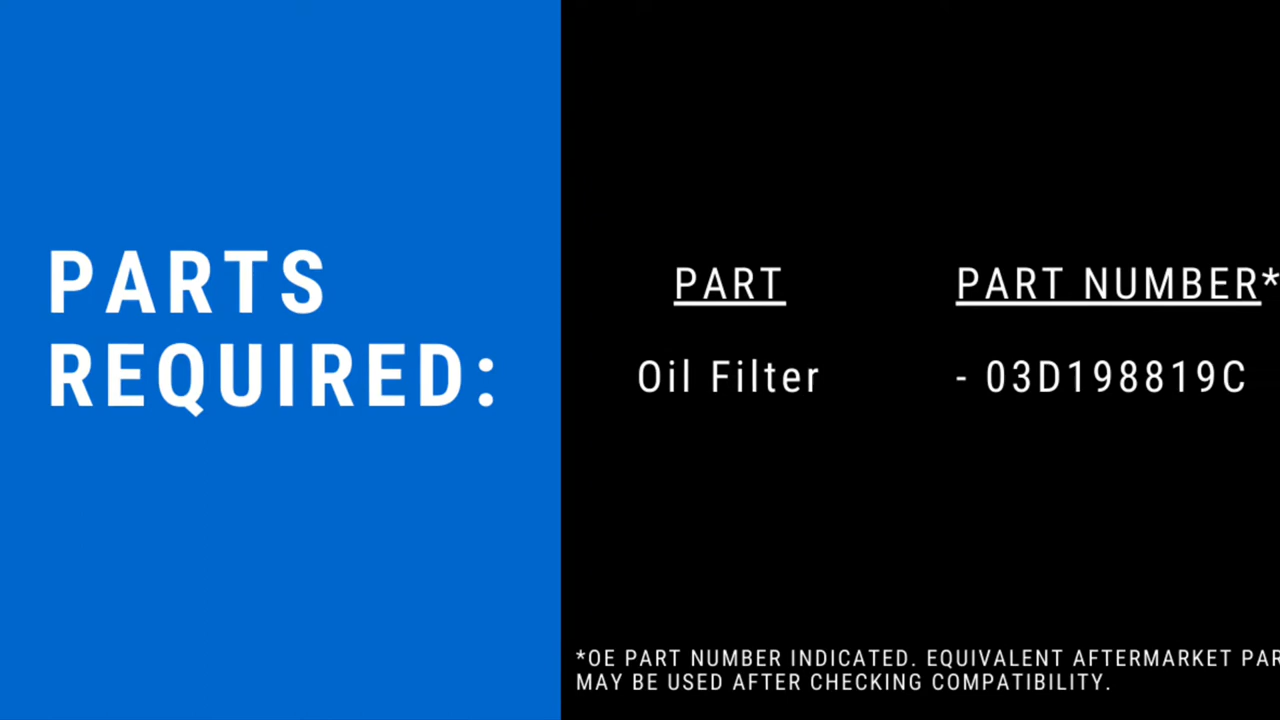 PARTS
REQUIRED:
PART PART NUMBER*
Oil Filter - 03D198819C
*OE PART NUMBER INDICATED. EQUIVALENT AFTERMARKET PAR
MAY BE USED AFTER CHECKING COMPATIBILITY.